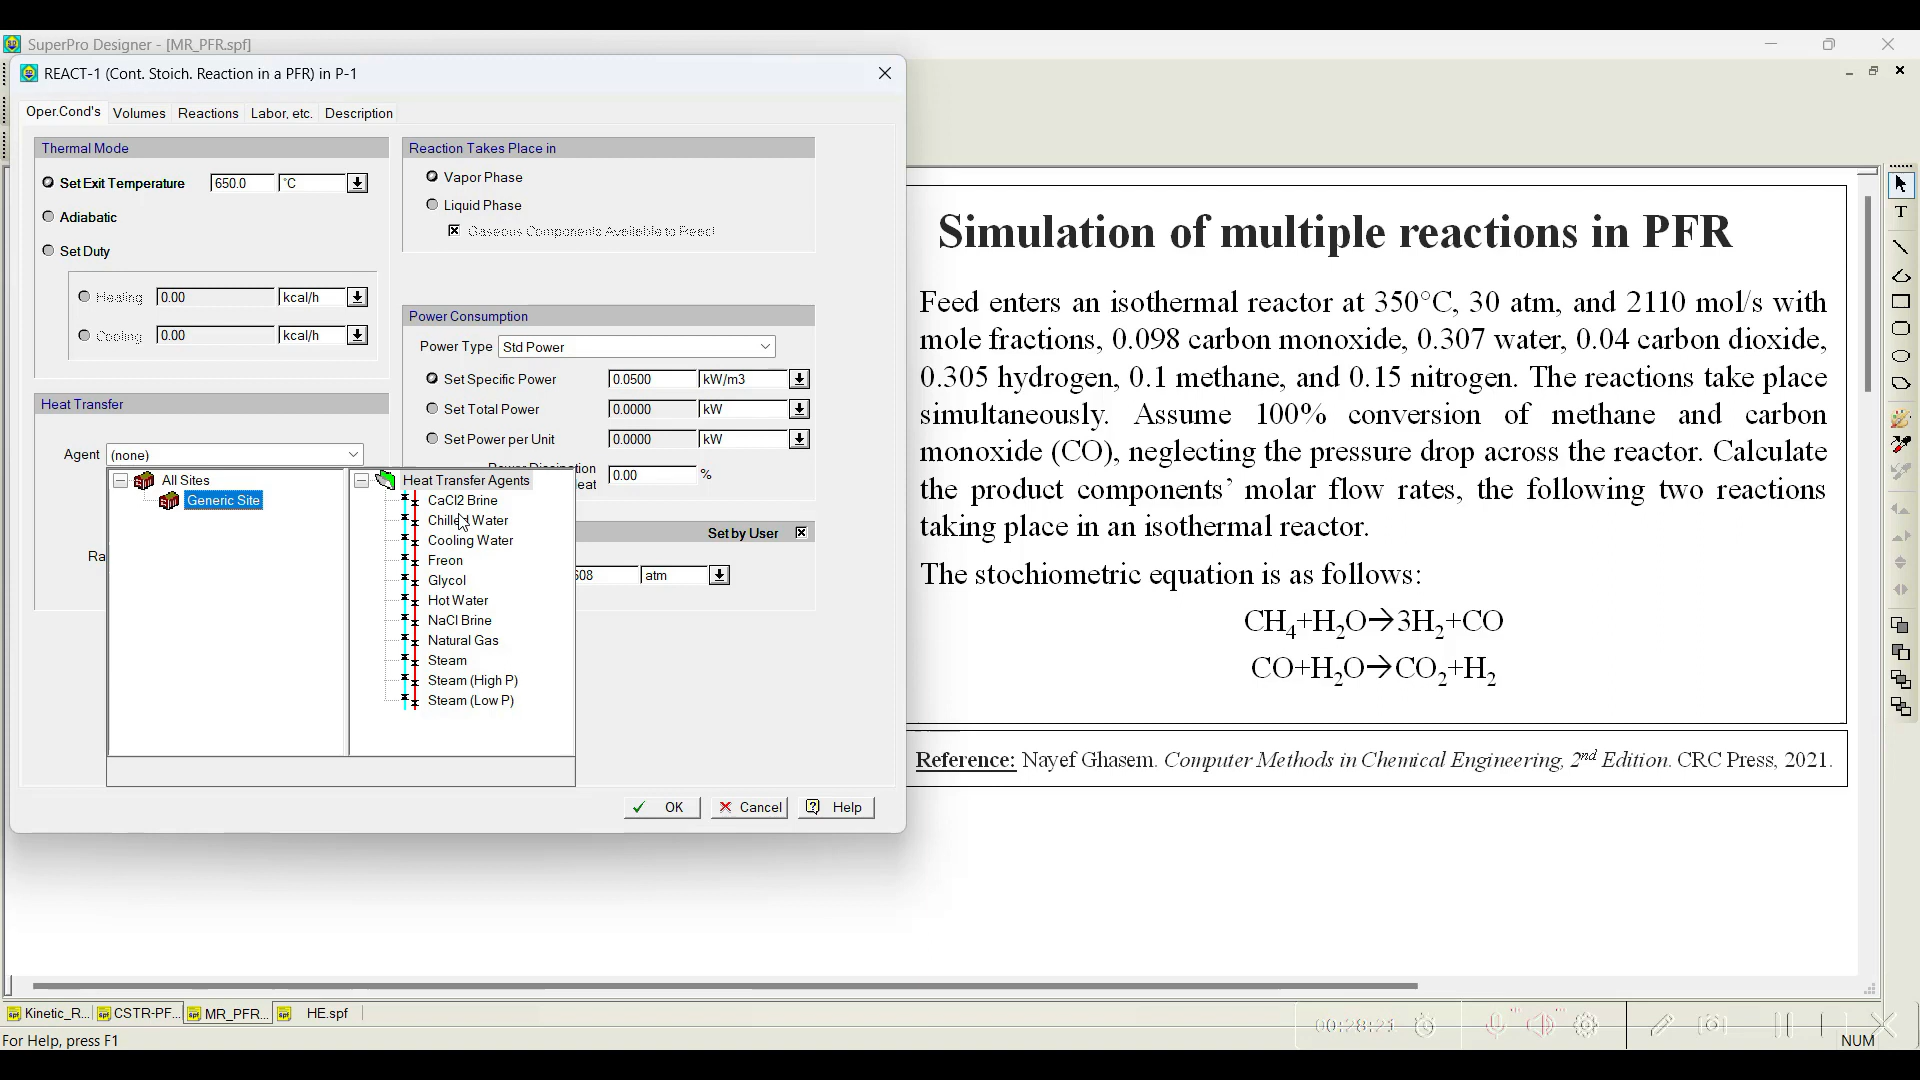 SuperPro Designer - [MR_PFR.spf]
REACT-1 (Cont. Stoich. Reaction in a PFR) in P-1
Oper.Cond's Volumes Reactions Labor, etc. Description
Thermal Mode
Set Exit Temperature 650.0 °C
Adiabatic
Set Duty
Heating 0.00 kcal/h
Cooling 0.00 kcal/h
Heat Transfer
Agent (none)
All Sites
Generic Site
Ra
Heat Transfer Agents
CaCl2 Brine
Chilled Water
Cooling Water
Freon
Glycol
Hot Water
NaCl Brine
Natural Gas
Steam
Steam (High P)
Steam (Low P)
Reaction Takes Place in
Vapor Phase
Liquid Phase
Gaseous Components Available to React
Power Consumption
Power Type Std Power
Set Specific Power 0.0500 kW/m3
Set Total Power 0.0000 kW
Set Power per Unit 0.0000 kW
Power Dissipation
eat 0.00 %
Set by User
608 atm
OK Cancel Help
Simulation of multiple reactions in PFR
Feed enters an isothermal reactor at 350°C, 30 atm, and 2110 mol/s with
mole fractions, 0.098 carbon monoxide, 0.307 water, 0.04 carbon dioxide,
0.305 hydrogen, 0.1 methane, and 0.15 nitrogen. The reactions take place
simultaneously. Assume 100% conversion of methane and carbon
monoxide (CO), neglecting the pressure drop across the reactor. Calculate
the product components' molar flow rates, the following two reactions
taking place in an isothermal reactor.
The stochiometric equation is as follows:
CH₄+H₂O→3H₂+CO
CO+H₂O→CO₂+H₂
Reference: Nayef Ghasem. Computer Methods in Chemical Engineering, 2nd Edition. CRC Press, 2021.
T
Kinetic_R... CSTR-PF... MR_PFR... HE.spf
00:28:21
For Help, press F1
NUM